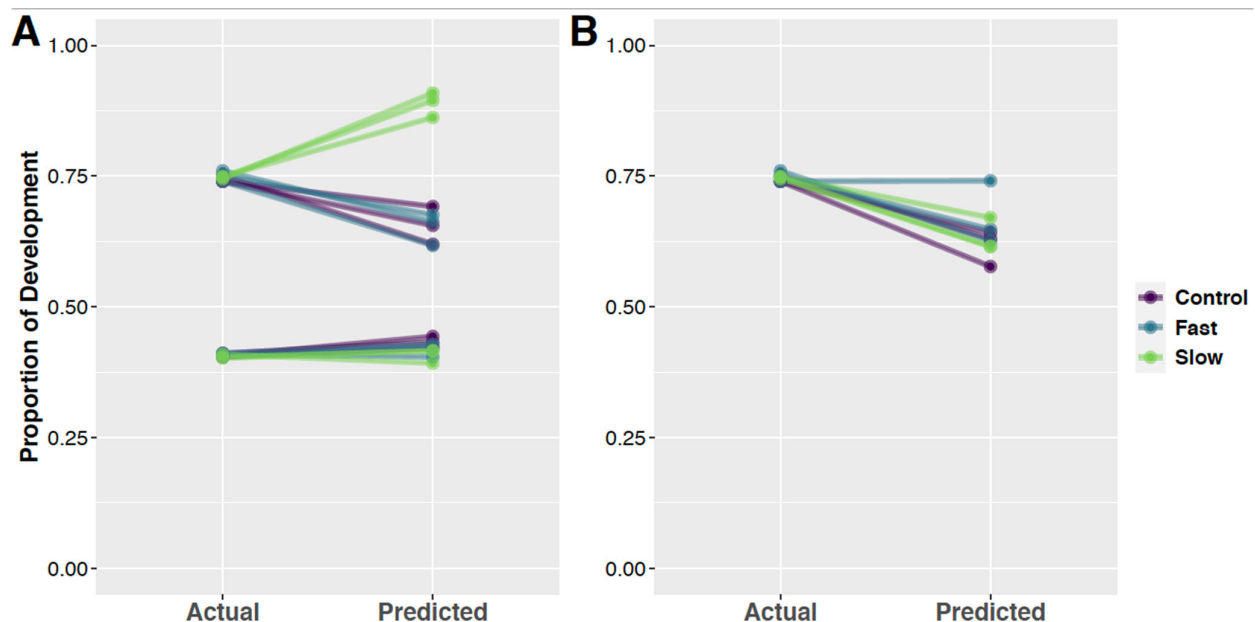 A
B
1.00
0.75
0.50
0.25
0.00
Proportion of Development
Actual
Predicted
1.00
0.75
0.50
0.25
0.00
Actual
Predicted
Control
Fast
Slow